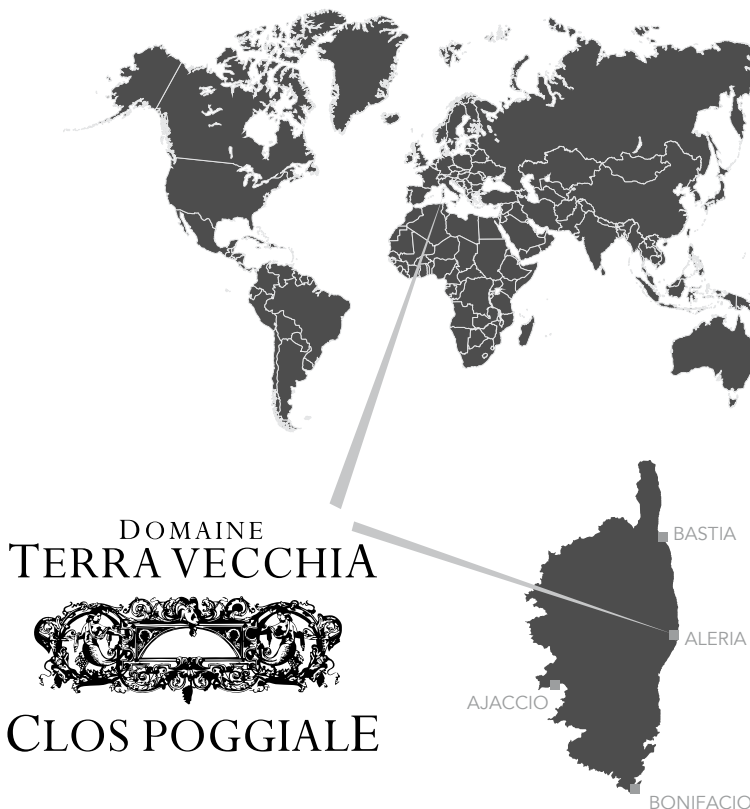 DOMAINE
TERRA VECCHIA
CLOS POGGIALE
BASTIA
ALERIA
AJACCIO
BONIFACIO